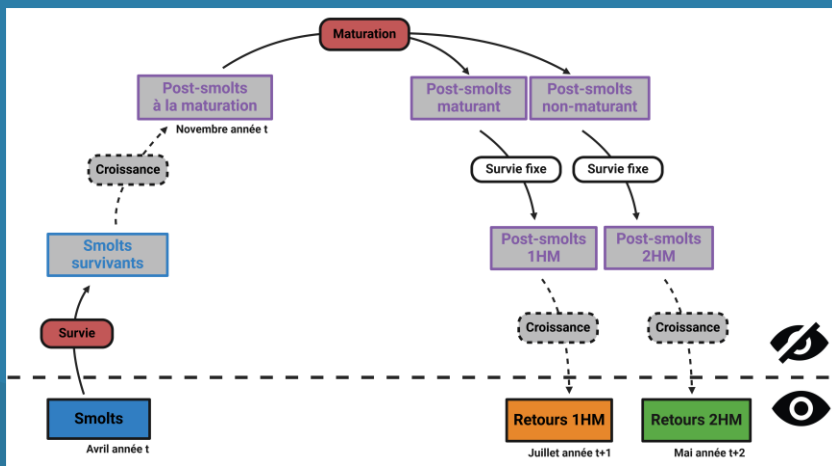 Maturation
Post-smolts
à la maturation
Novembre année t
Post-smolts
maturant
Post-smolts
non-maturant
Croissance
Survie fixe
Survie fixe
Smolts
survivants
Post-smolts
1HM
Post-smolts
2HM
Survie
Croissance
Croissance
Smolts
Avril année t
Retours 1HM
Juillet année t+1
Retours 2HM
Mai année t+2